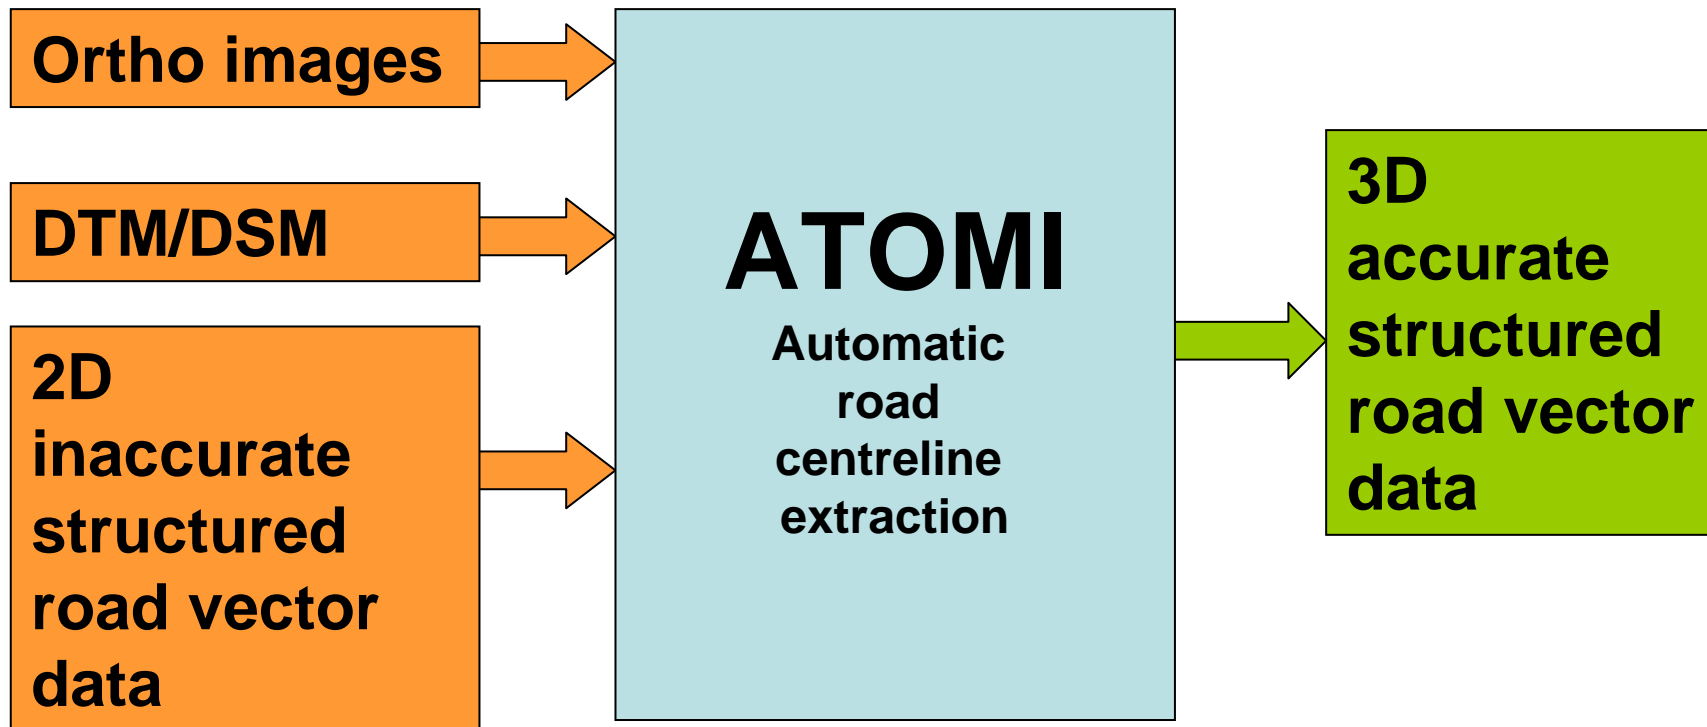 Ortho images
DTM/DSM
2D
inaccurate
structured
road vector
data
ATOMI
Automatic
road
centreline
extraction
3D
accurate
structured
road vector
data